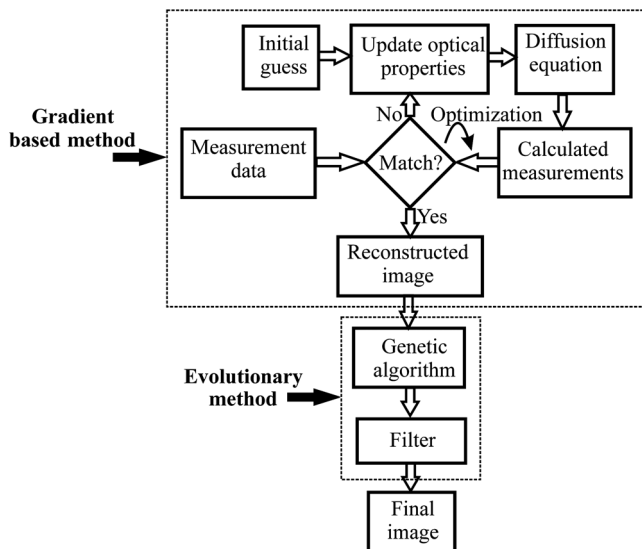 Initial
guess
Update optical
properties
Diffusion
equation
No
Optimization
Gradient
based method
Measurement
data
Match?
Calculated
measurements
Yes
Reconstructed
image
Genetic
algorithm
Evolutionary
method
Filter
Final
image